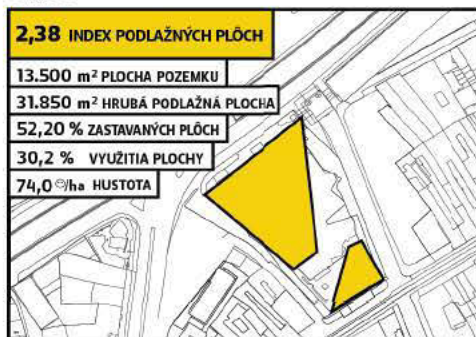 2,38 INDEX PODLAŽNÝCH PLÔCH
13.500 m² PLOCHA POZEMKU
31.850 m² HRUBÁ PODLAŽNÁ PLOCHA
52,20 % ZASTAVANÝCH PLÔCH
30,2 % VYUŽITIA PLOCHY
74,0 /ha HUSTOTA